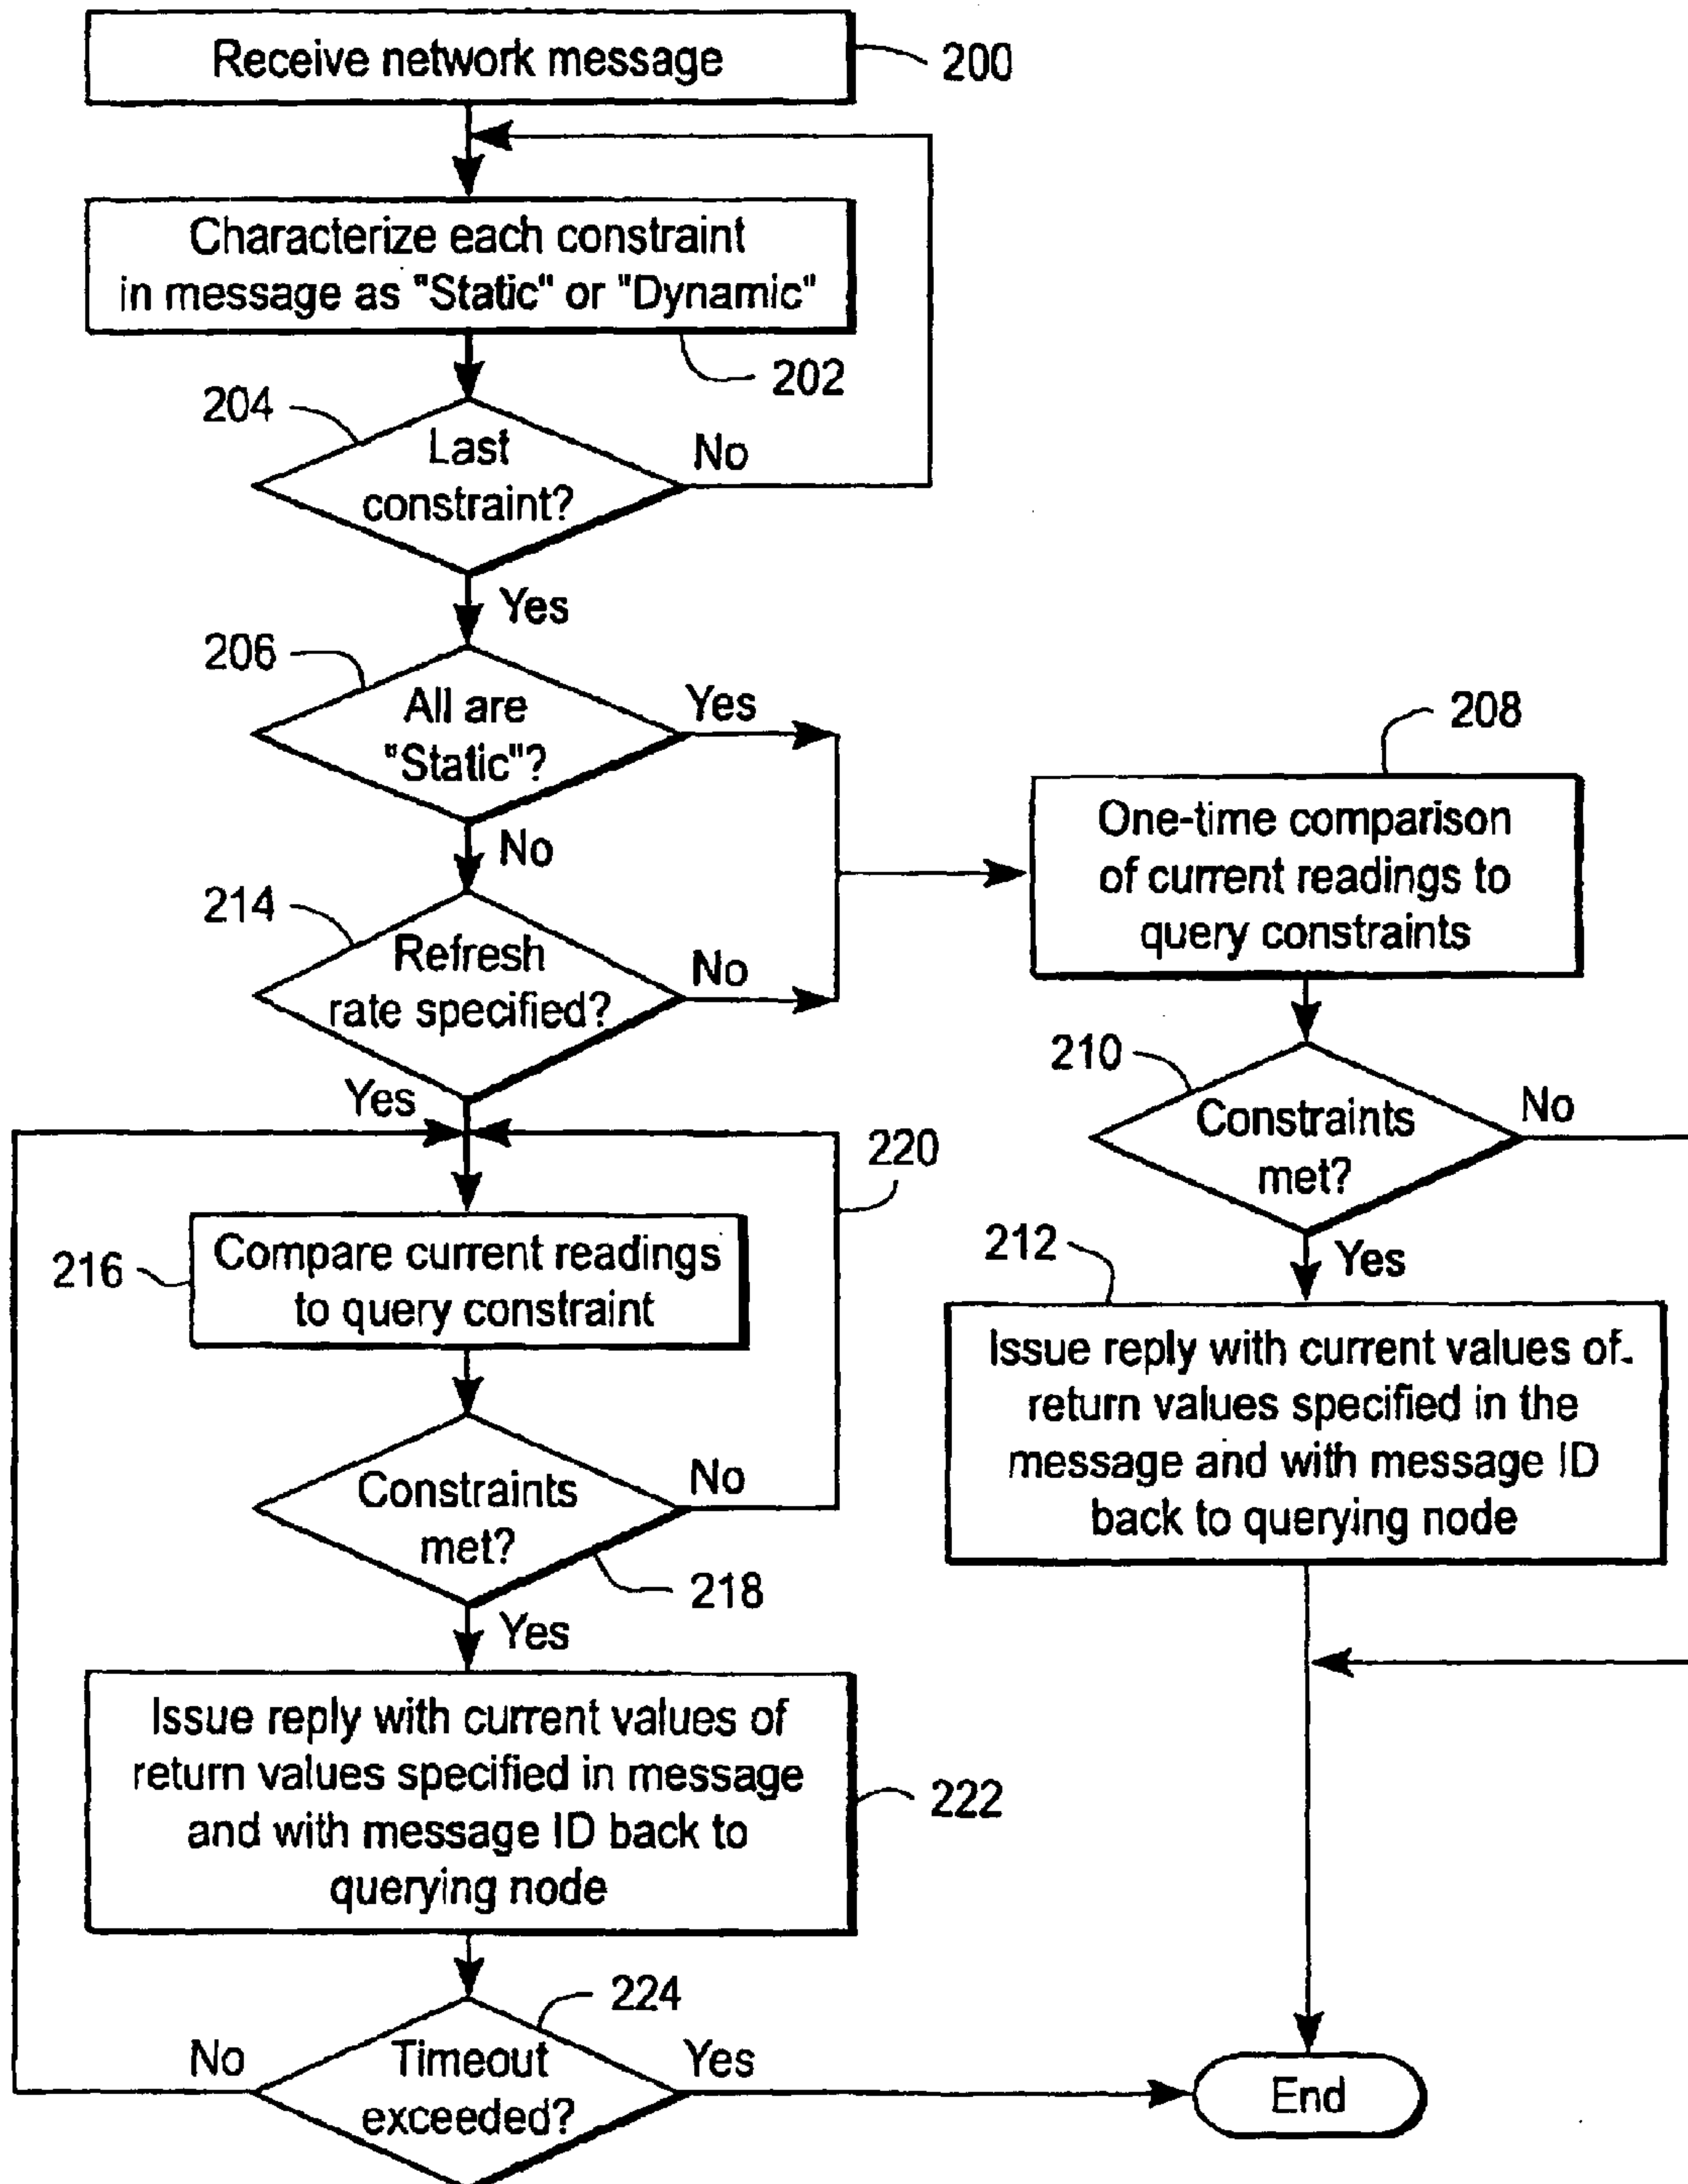 Receive network message
200
Characterize each constraint
in message as "Static" or "Dynamic"
202
204
Last
constraint?
No
Yes
206
All are
"Static"?
Yes
No
208
One-time comparison
of current readings to
query constraints
214
Refresh
rate specified?
No
Yes
210
Constraints
met?
No
Yes
220
216
Compare current readings
to query constraint
212
Issue reply with current values of
return values specified in the
message and with message ID
back to querying node
Constraints
met?
No
218
Yes
Issue reply with current values of
return values specified in message
and with message ID back to
querying node
222
224
Timeout
exceeded?
No
Yes
End